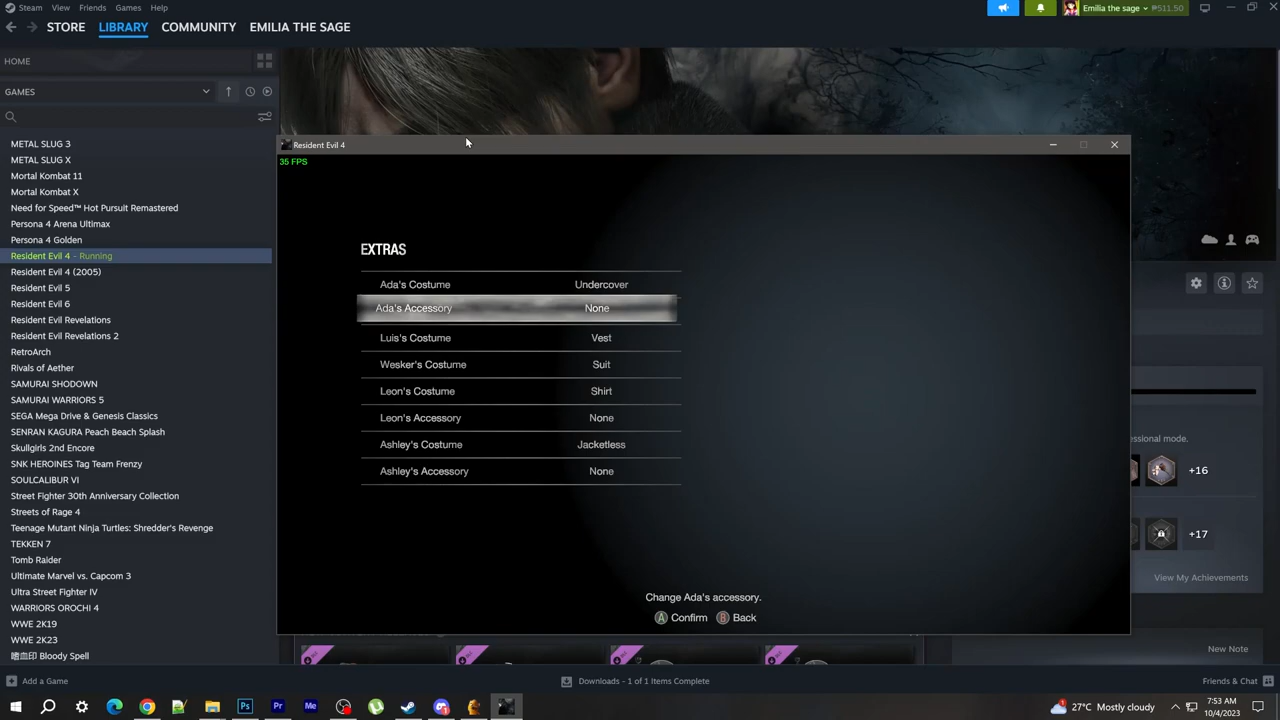 Steam View Friends Games Help
Emilia the sage ₱511.50
STORE LIBRARY COMMUNITY EMILIA THE SAGE
HOME
GAMES
METAL SLUG 3
METAL SLUG X
Mortal Kombat 11
Mortal Kombat X
Need for Speed™ Hot Pursuit Remastered
Persona 4 Arena Ultimax
Persona 4 Golden
Resident Evil 4 - Running
Resident Evil 4 (2005)
Resident Evil 5
Resident Evil 6
Resident Evil Revelations
Resident Evil Revelations 2
RetroArch
Rivals of Aether
SAMURAI SHODOWN
SAMURAI WARRIORS 5
SEGA Mega Drive & Genesis Classics
SENRAN KAGURA Peach Beach Splash
Skullgirls 2nd Encore
SNK HEROINES Tag Team Frenzy
SOULCALIBUR VI
Street Fighter 30th Anniversary Collection
Streets of Rage 4
Teenage Mutant Ninja Turtles: Shredder's Revenge
TEKKEN 7
Tomb Raider
Ultimate Marvel vs. Capcom 3
Ultra Street Fighter IV
WARRIORS OROCHI 4
WWE 2K19
WWE 2K23
嗜血印 Bloody Spell
Resident Evil 4
35 FPS
EXTRAS
Ada's Costume Undercover
Ada's Accessory None
Luis's Costume Vest
Wesker's Costume Suit
Leon's Costume Shirt
Leon's Accessory None
Ashley's Costume Jacketless
Ashley's Accessory None
Change Ada's accessory.
A Confirm B Back
essional mode.
+16
+17
View My Achievements
New Note
Add a Game
Downloads - 1 of 1 Items Complete
Friends & Chat
Ps Pr Me
27°C Mostly cloudy
7:53 AM
10/4/2023